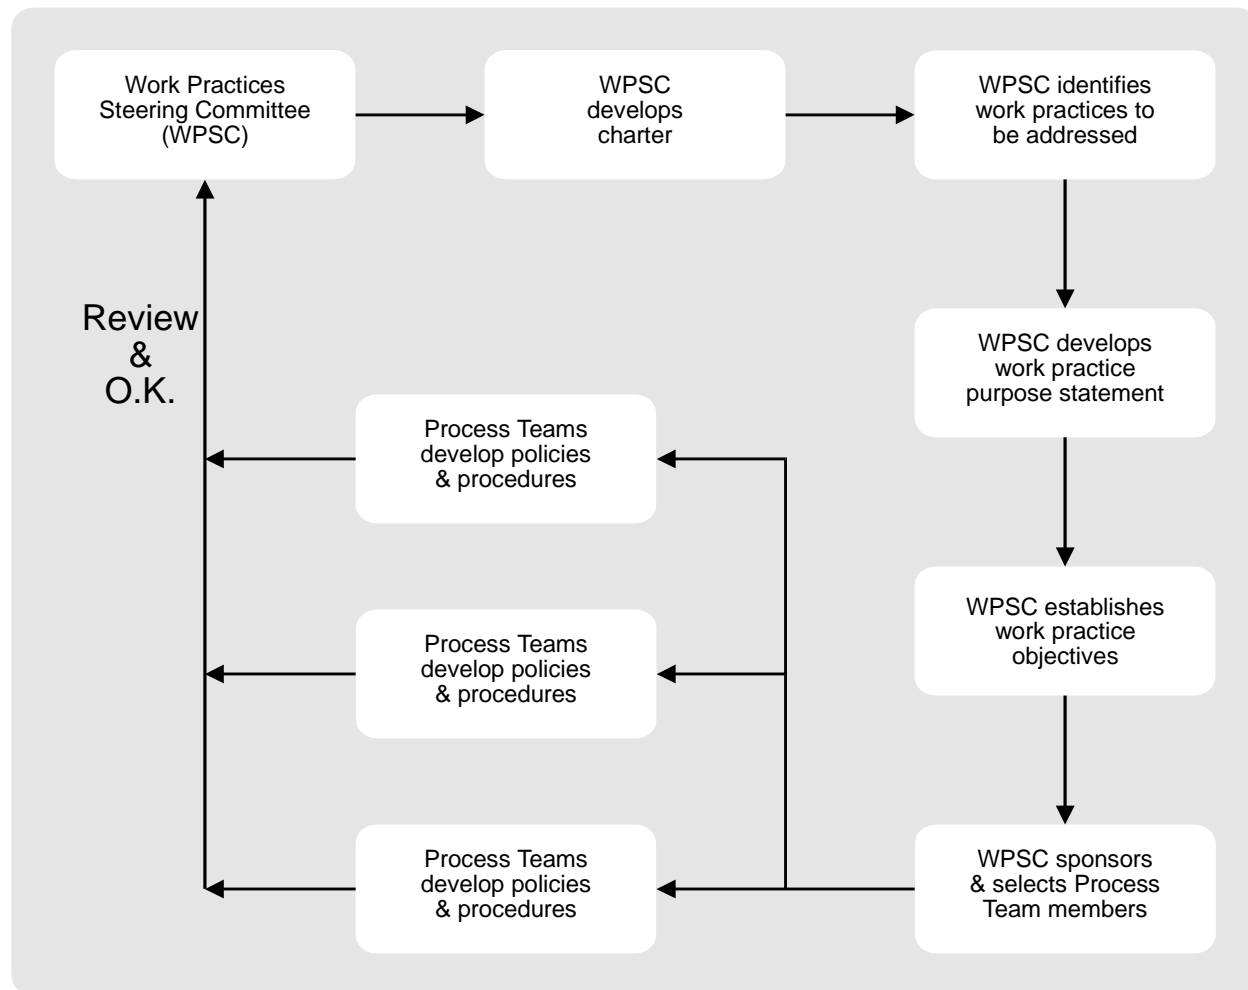 Work Practices
Steering Committee
(WPSC)
WPSC
develops
charter
WPSC identifies
work practices to
be addressed
Review
&
O.K.
WPSC develops
work practice
purpose statement
Process Teams
develop policies
& procedures
WPSC establishes
work practice
objectives
Process Teams
develop policies
& procedures
Process Teams
develop policies
& procedures
WPSC sponsors
& selects Process
Team members